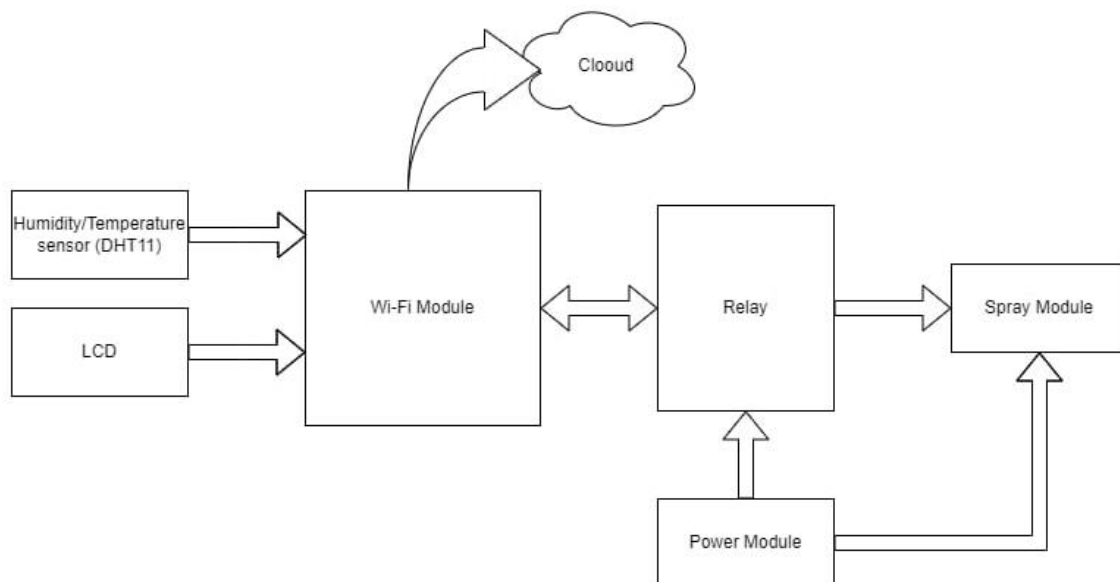 Clooud
Humidity/Temperature
sensor (DHT11)
Wi-Fi Module
Relay
Spray Module
LCD
Power Module